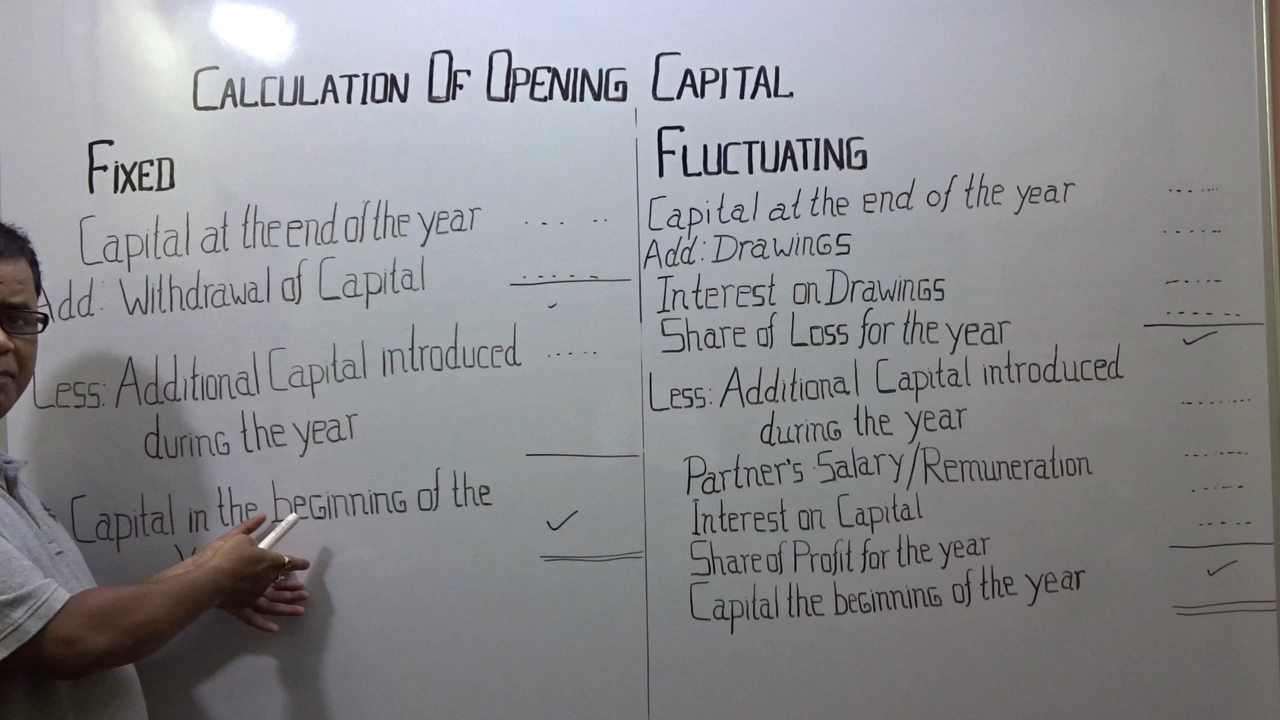 CALCULATION OF OPENING CAPITAL
FIXED
Capital at the end of the year
Add: Withdrawal of Capital
Less: Additional Capital introduced
during the year
Capital in the beginning of the
FLUCTUATING
Capital at the end of the year
Add: Drawings
Interest on Drawings
Share of Loss for the year
Less: Additional Capital introduced
during the year
Partner's Salary/Remuneration
Interest on Capital
Share of Profit for the year
Capital the beginning of the year